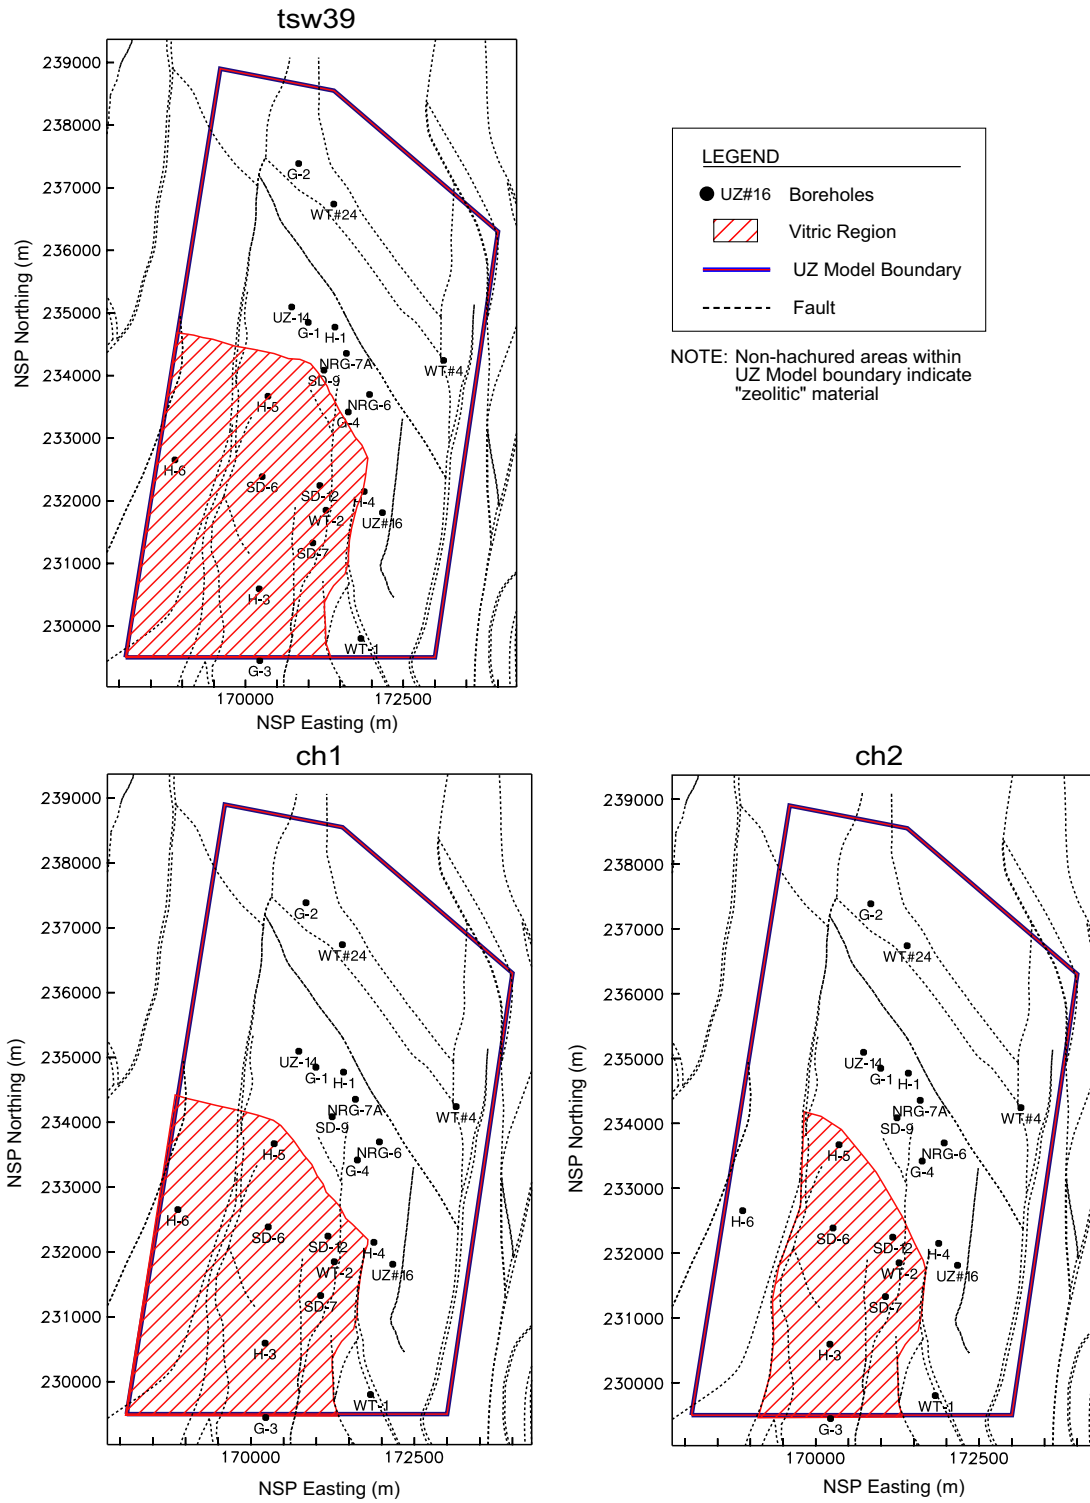 tsw39
239000
238000
237000
236000
235000
234000
233000
232000
231000
230000
NSP Northing (m)
G-2
WT#24
UZ-14
G-1
H-1
NRG-7A
SD-9
WT#4
H-5
NRG-6
G-4
H-6
SD-6
SD-12
H-4
WT-2
UZ#16
SD-7
H-3
WT-1
G-3
170000
172500
NSP Easting (m)
LEGEND
UZ#16 Boreholes
Vitric Region
UZ Model Boundary
Fault
NOTE: Non-hachured areas within
UZ Model boundary indicate
"zeolitic" material
ch1
239000
238000
237000
236000
235000
234000
233000
232000
231000
230000
NSP Northing (m)
G-2
WT#24
UZ-14
G-1
H-1
NRG-7A
SD-9
WT#4
H-5
NRG-6
G-4
H-6
SD-6
SD-12
H-4
WT-2
UZ#16
SD-7
H-3
WT-1
G-3
170000
172500
NSP Easting (m)
ch2
239000
238000
237000
236000
235000
234000
233000
232000
231000
230000
NSP Northing (m)
G-2
WT#24
UZ-14
G-1
H-1
NRG-7A
SD-9
WT#4
H-5
NRG-6
G-4
H-6
SD-6
SD-12
H-4
WT-2
UZ#16
SD-7
H-3
WT-1
G-3
170000
172500
NSP Easting (m)